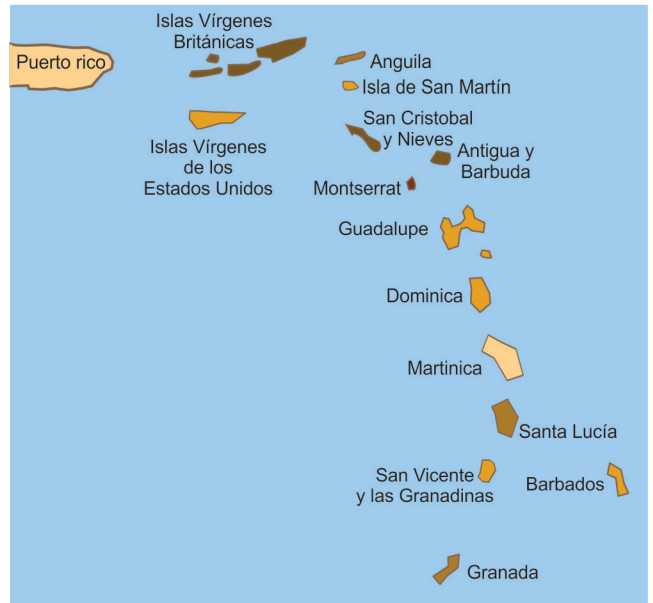 Islas Vírgenes
Británicas
Puerto rico
Anguila
Isla de San Martín
San Cristobal
y Nieves
Islas Vírgenes
de los
Estados Unidos
Antigua y
Barbuda
Montserrat
Guadalupe
Dominica
Martinica
Santa Lucía
San Vicente
y las Granadinas
Barbados
Granada